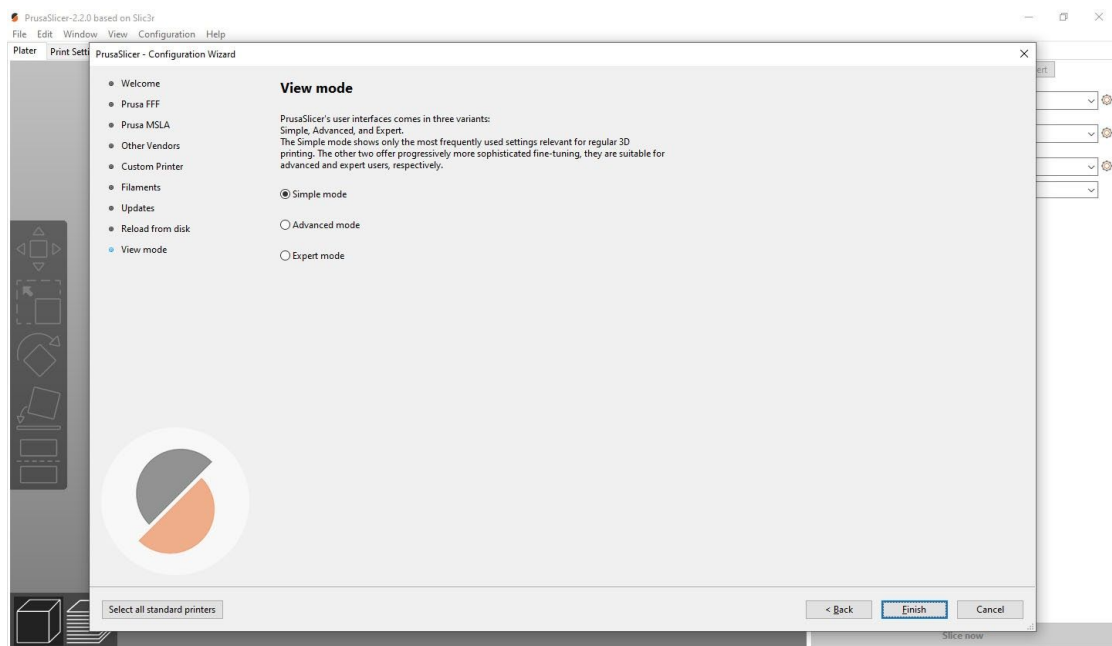 PrusaSlicer-2.2.0 based on Slic3r
File Edit Window View Configuration Help
Plater Print Setti
PrusaSlicer - Configuration Wizard
Welcome
Prusa FFF
Prusa MSLA
Other Vendors
Custom Printer
Filaments
Updates
Reload from disk
View mode
View mode
PrusaSlicer's user interfaces comes in three variants:
Simple, Advanced, and Expert.
The Simple mode shows only the most frequently used settings relevant for regular 3D
printing. The other two offer progressively more sophisticated fine-tuning, they are suitable for
advanced and expert users, respectively.
Simple mode
Advanced mode
Expert mode
ert
Select all standard printers
< Back Finish Cancel
Slice now